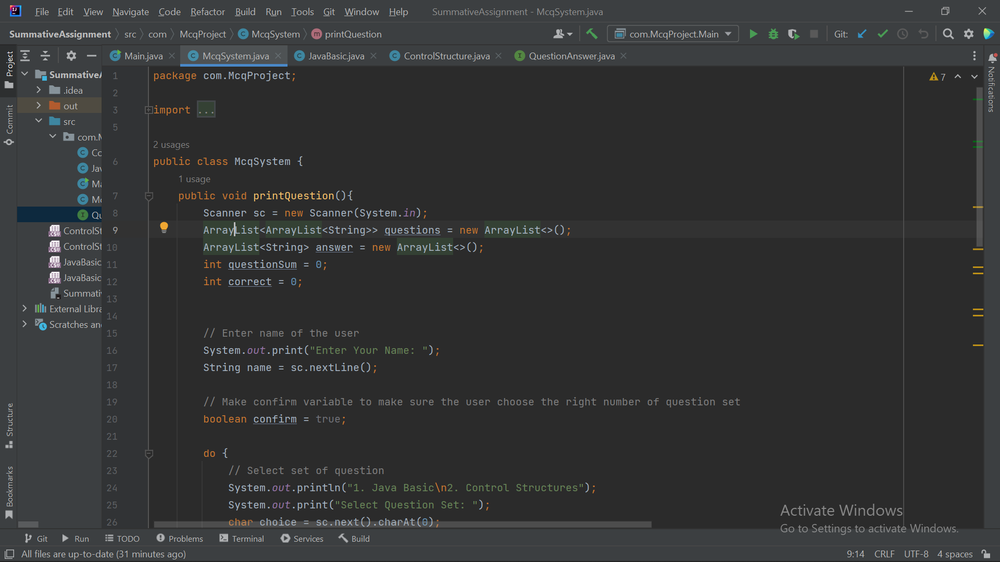 File Edit View Navigate Code Refactor Build Run Tools Git Window Help SummativeAssignment - McqSystem.java
SummativeAssignment src com McqProject McqSystem printQuestion com.McqProject.Main Git:
Main.java McqSystem.java JavaBasic.java ControlStructure.java QuestionAnswer.java
Project
Commit
Structure
Bookmarks
Notifications
SummativeA
.idea
out
src
com.M
Co
Jav
Ma
Mc
Qu
ControlSt
ControlSt
JavaBasic
JavaBasic
Summativ
External Libra
Scratches an
7
1 package com.McqProject;
2
3 import ...
5
2 usages
6 public class McqSystem {
1 usage
7 public void printQuestion(){
8 Scanner sc = new Scanner(System.in);
9 ArrayList<ArrayList<String>> questions = new ArrayList<>();
10 ArrayList<String> answer = new ArrayList<>();
11 int questionSum = 0;
12 int correct = 0;
13
14
15 // Enter name of the user
16 System.out.print("Enter Your Name: ");
17 String name = sc.nextLine();
18
19 // Make confirm variable to make sure the user choose the right number of question set
20 boolean confirm = true;
21
22 do {
23 // Select set of question
24 System.out.println("1. Java Basic\n2. Control Structures");
25 System.out.print("Select Question Set: ");
26 char choice = sc.next().charAt(0);
Activate Windows
Go to Settings to activate Windows.
Git Run TODO Problems Terminal Services Build
All files are up-to-date (31 minutes ago) 9:14 CRLF UTF-8 4 spaces